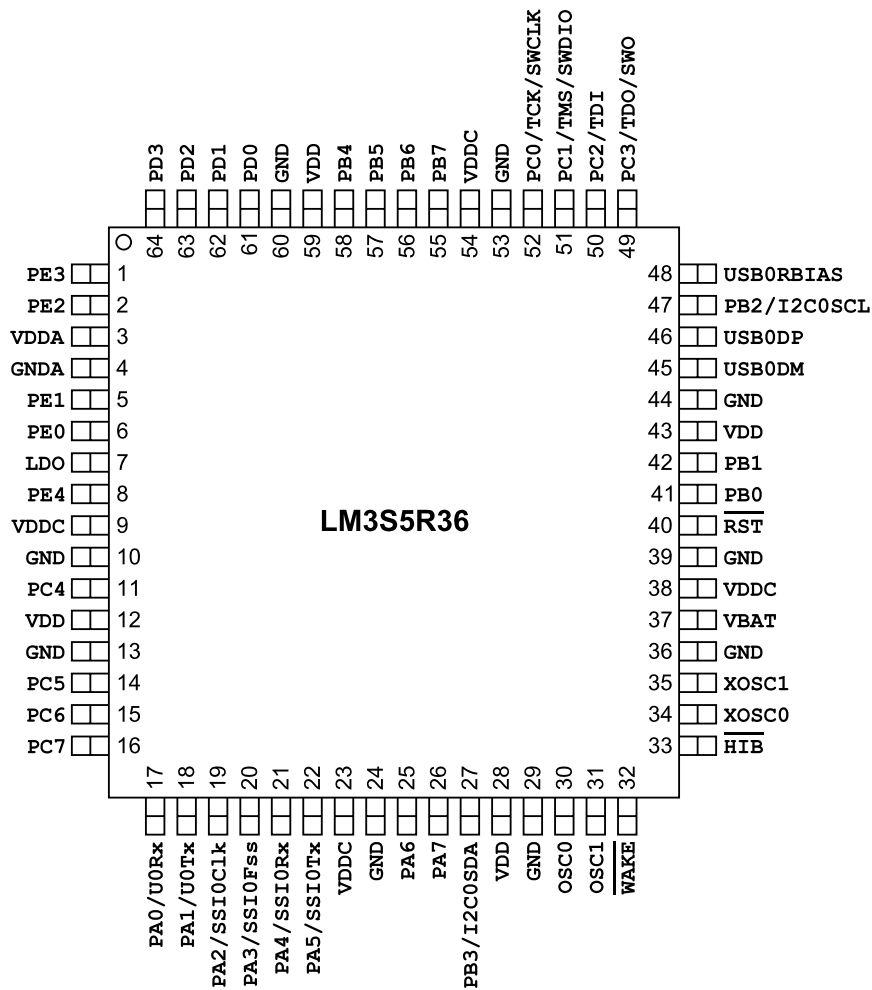 PD3 PD2 PD1 PD0 GND VDD PB4 PB5 PB6 PB7 VDDC GND PC0/TCK/SWCLK PC1/TMS/SWDIO PC2/TDI PC3/TDO/SWO
64 63 62 61 60 59 58 57 56 55 54 53 52 51 50 49
PE3 1 48 USB0RBIAS
PE2 2 47 PB2/I2C0SCL
VDDA 3 46 USB0DP
GNDA 4 45 USB0DM
PE1 5 44 GND
PE0 6 43 VDD
LDO 7 42 PB1
PE4 8 41 PB0
LM3S5R36
VDDC 9 40 RST
GND 10 39 GND
PC4 11 38 VDDC
VDD 12 37 VBAT
GND 13 36 GND
PC5 14 35 XOSC1
PC6 15 34 XOSC0
PC7 16 33 HIB
17 18 19 20 21 22 23 24 25 26 27 28 29 30 31 32
PA0/U0Rx PA1/U0Tx PA2/SSI0Clk PA3/SSI0Fss PA4/SSI0Rx PA5/SSI0Tx VDDC GND PA6 PA7 PB3/I2C0SDA VDD GND OSC0 OSC1 WAKE